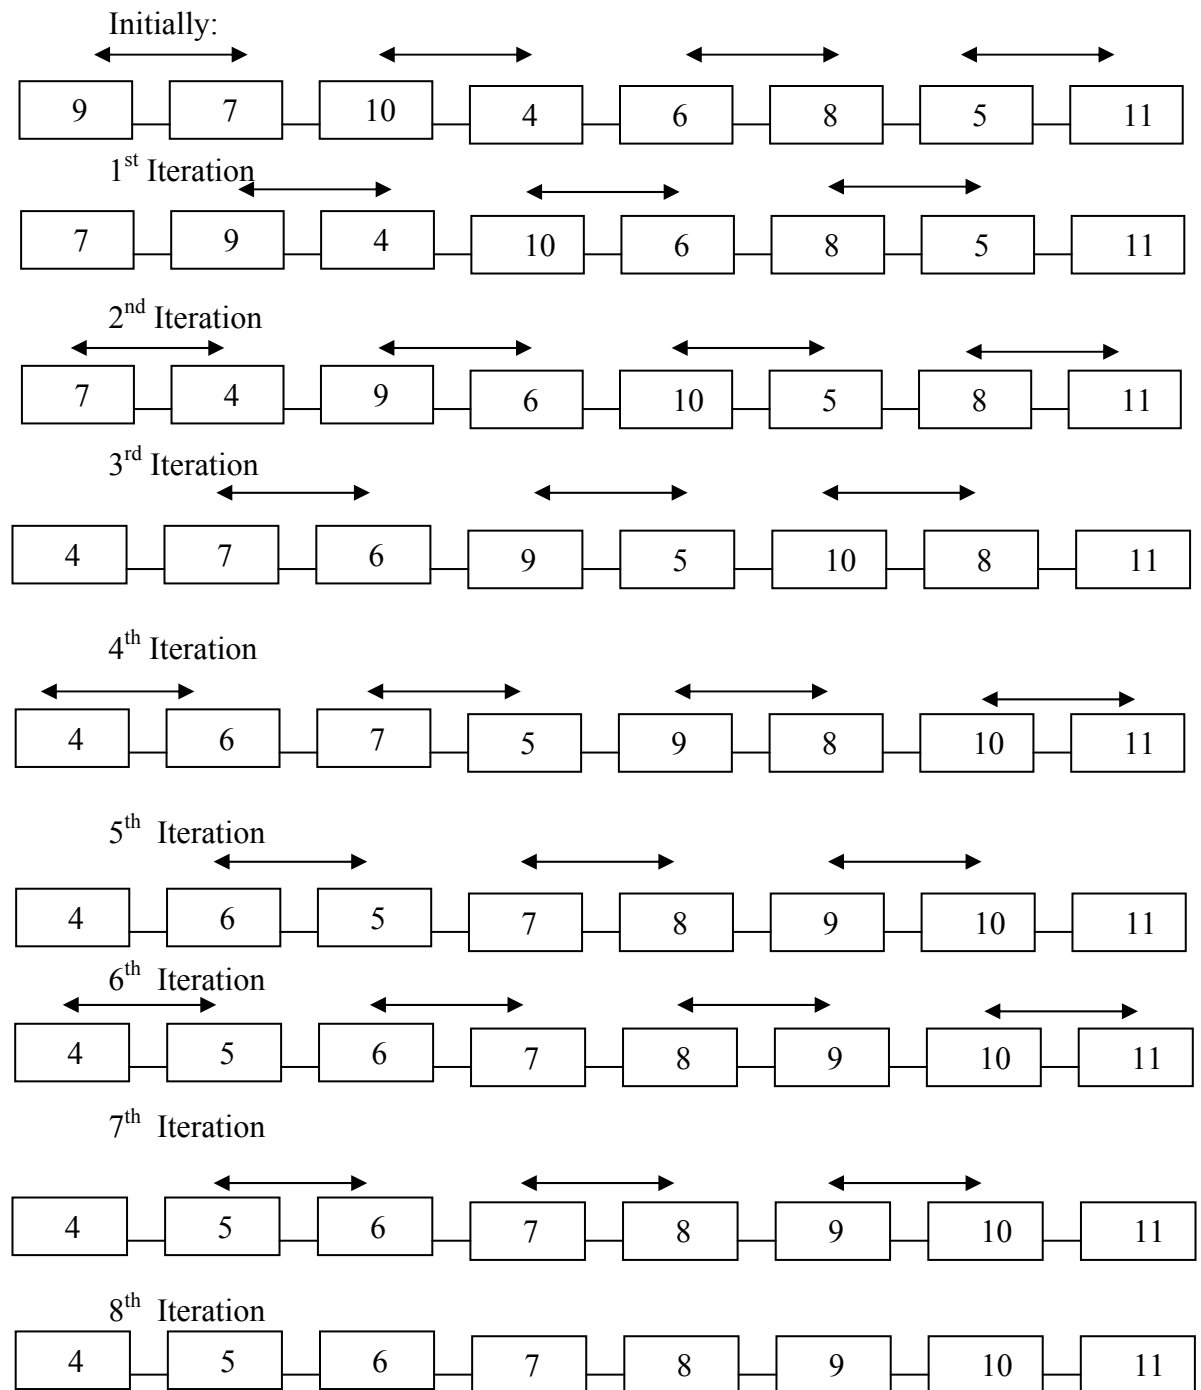 Initially:
9 7 10 4 6 8 5 11
1st Iteration
7 9 4 10 6 8 5 11
2nd Iteration
7 4 9 6 10 5 8 11
3rd Iteration
4 7 6 9 5 10 8 11
4th Iteration
4 6 7 5 9 8 10 11
5th Iteration
4 6 5 7 8 9 10 11
6th Iteration
4 5 6 7 8 9 10 11
7th Iteration
4 5 6 7 8 9 10 11
8th Iteration
4 5 6 7 8 9 10 11